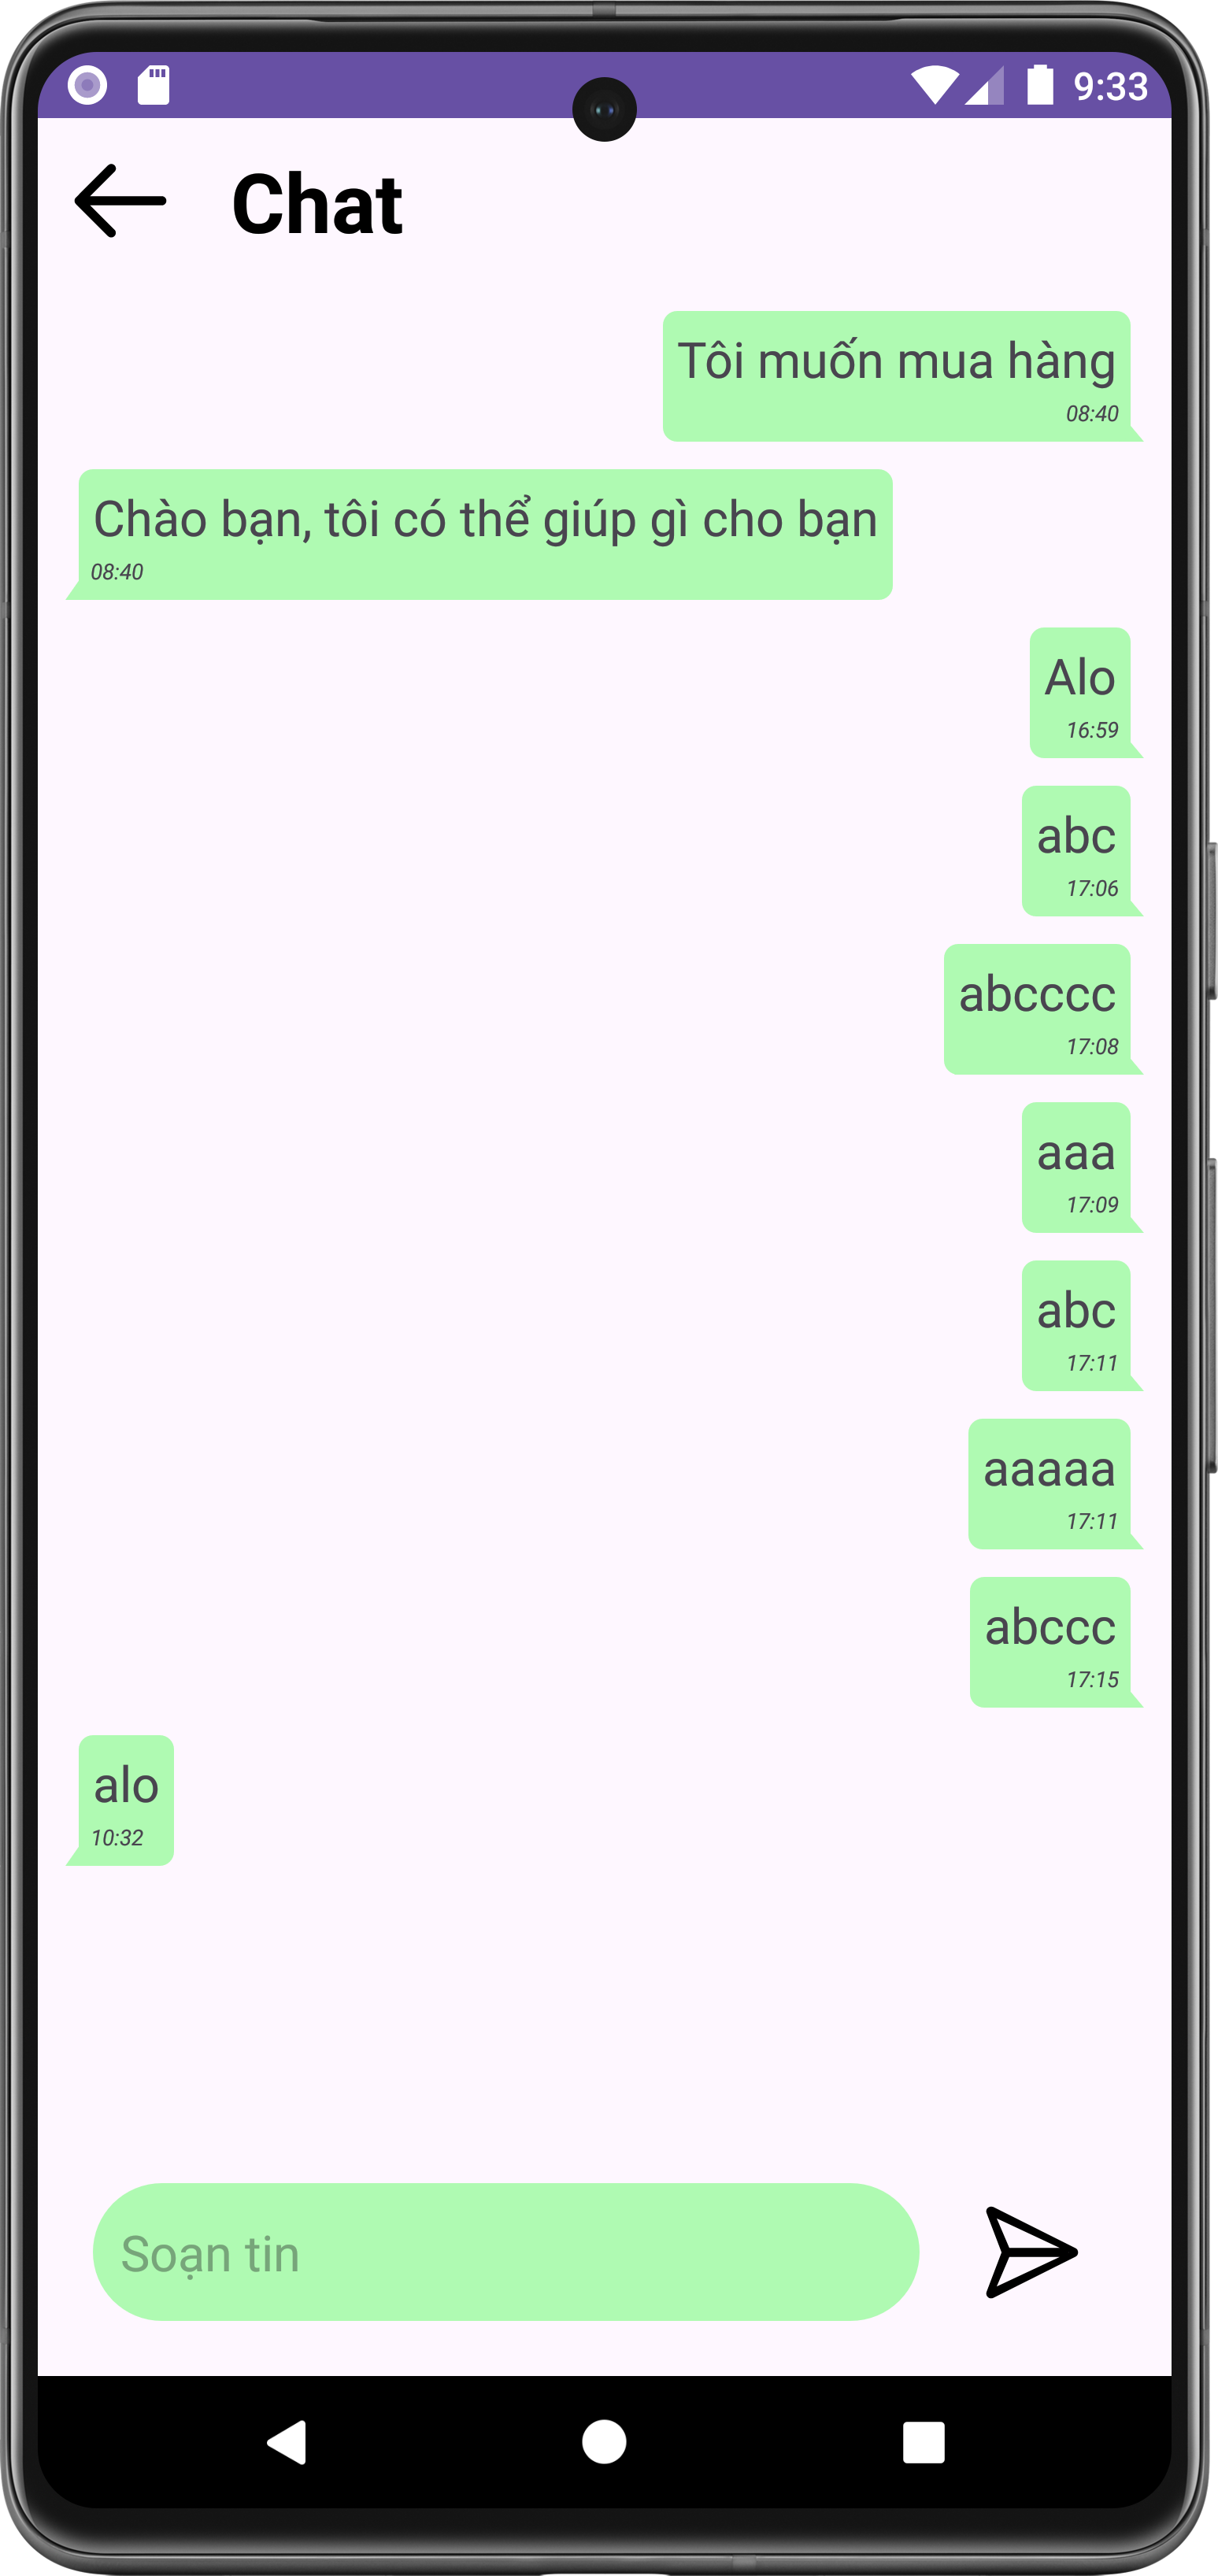 9:33
Chat
Tôi muốn mua hàng
08:40
Chào bạn, tôi có thể giúp gì cho bạn
08:40
Alo
16:59
abc
17:06
abcccc
17:08
aaa
17:09
abc
17:11
aaaaa
17:11
abccc
17:15
alo
10:32
Soạn tin